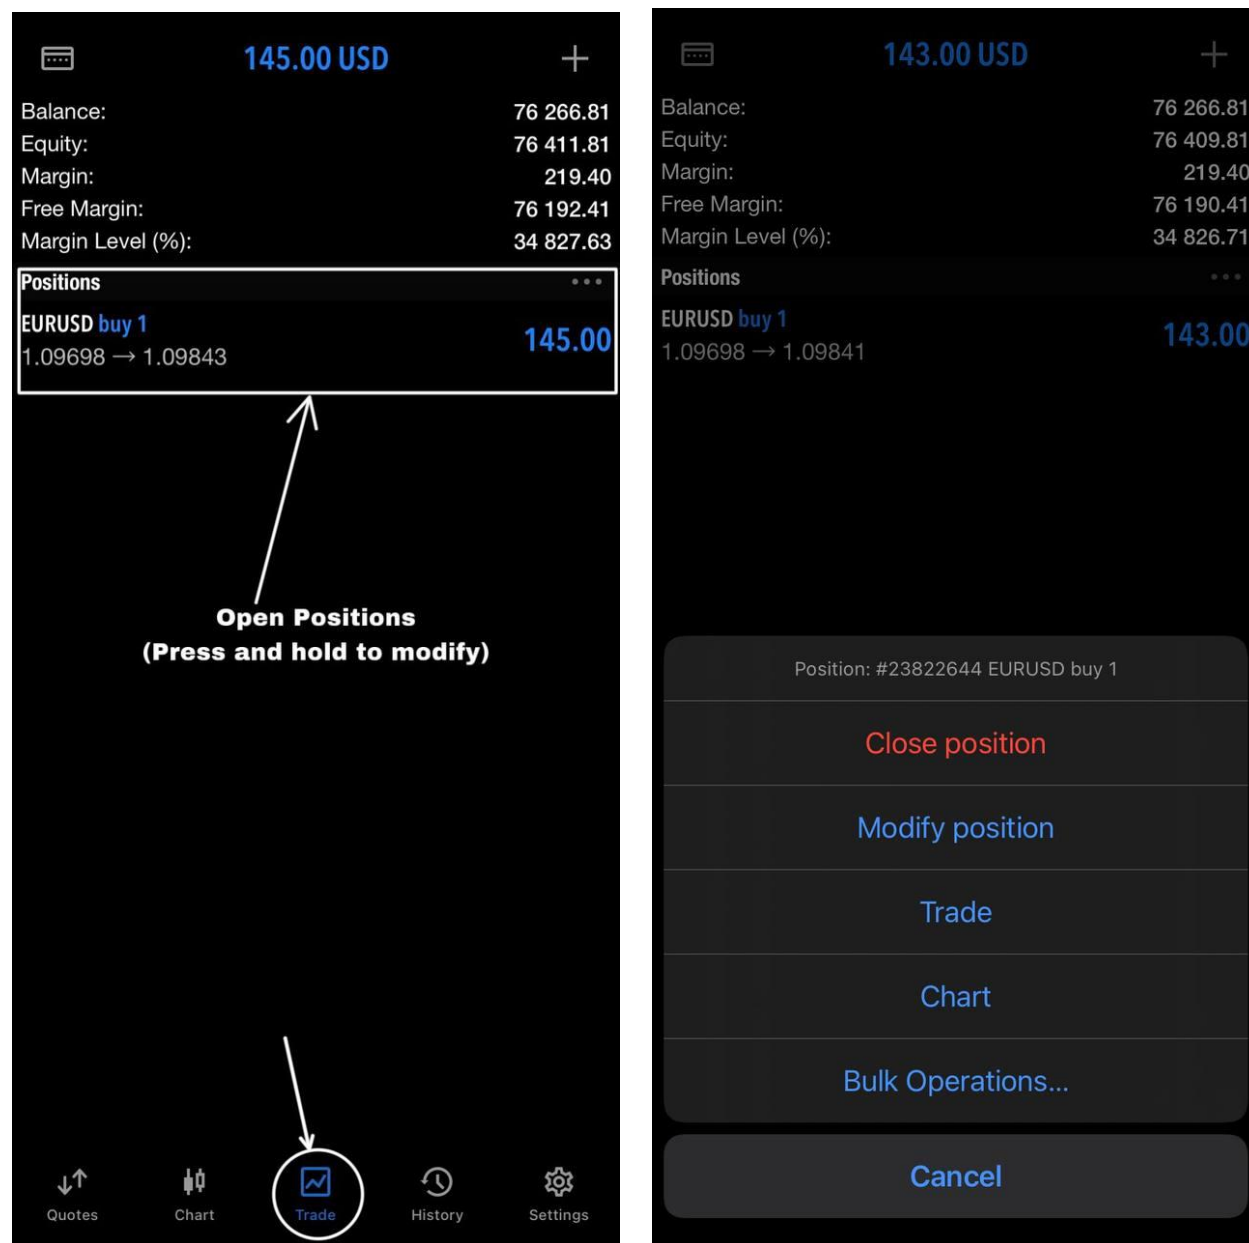 145.00 USD
Balance: 76 266.81
Equity: 76 411.81
Margin: 219.40
Free Margin: 76 192.41
Margin Level (%): 34 827.63
Positions
EURUSD buy 1
1.09698 → 1.09843
145.00
Open Positions
(Press and hold to modify)
Quotes
Chart
Trade
History
Settings
143.00 USD
Balance: 76 266.81
Equity: 76 409.81
Margin: 219.40
Free Margin: 76 190.41
Margin Level (%): 34 826.71
Positions
EURUSD buy 1
1.09698 → 1.09841
143.00
Position: #23822644 EURUSD buy 1
Close position
Modify position
Trade
Chart
Bulk Operations...
Cancel